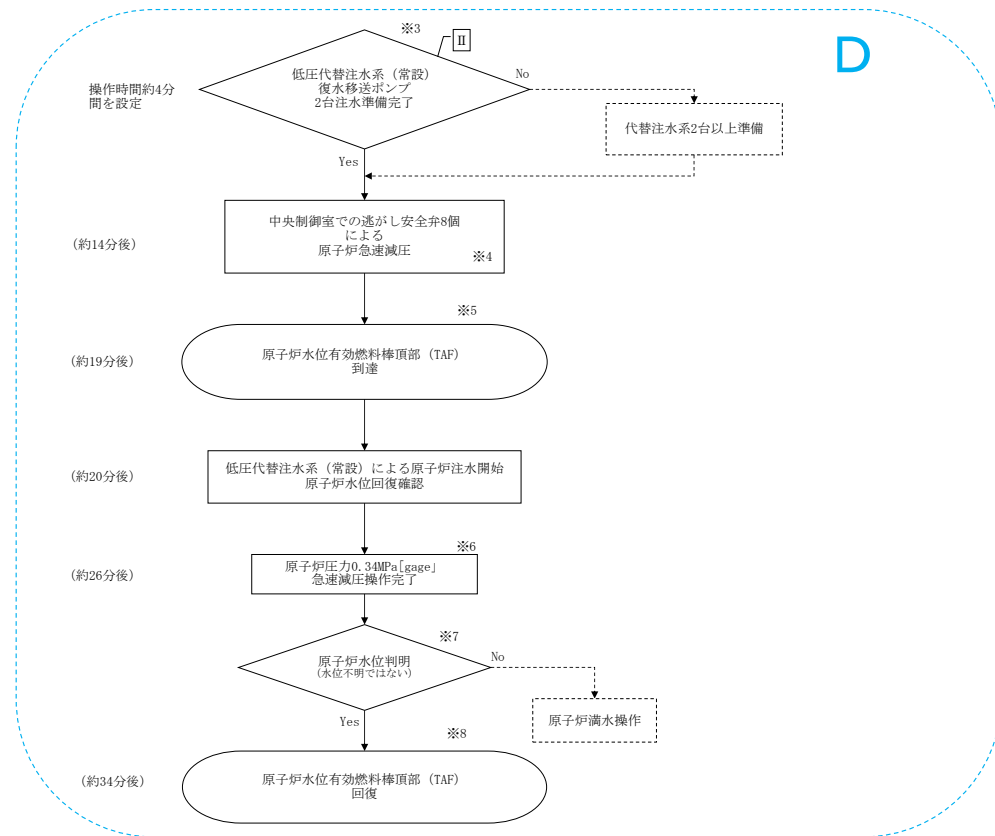 ※3
Ⅱ
D
低圧代替注水系（常設）
復水移送ポンプ
2台注水準備完了
No
操作時間約4分
間を設定
代替注水系2台以上準備
Yes
中央制御室での逃がし安全弁8個
による
原子炉急速減圧
※4
(約14分後)
※5
原子炉水位有効燃料棒頂部（TAF）
到達
(約19分後)
低圧代替注水系（常設）による原子炉注水開始
原子炉水位回復確認
(約20分後)
※6
原子炉圧力0.34MPa[gage」
急速減圧操作完了
(約26分後)
※7
原子炉水位判明
(水位不明ではない)
No
原子炉満水操作
Yes
※8
原子炉水位有効燃料棒頂部（TAF）
回復
(約34分後)